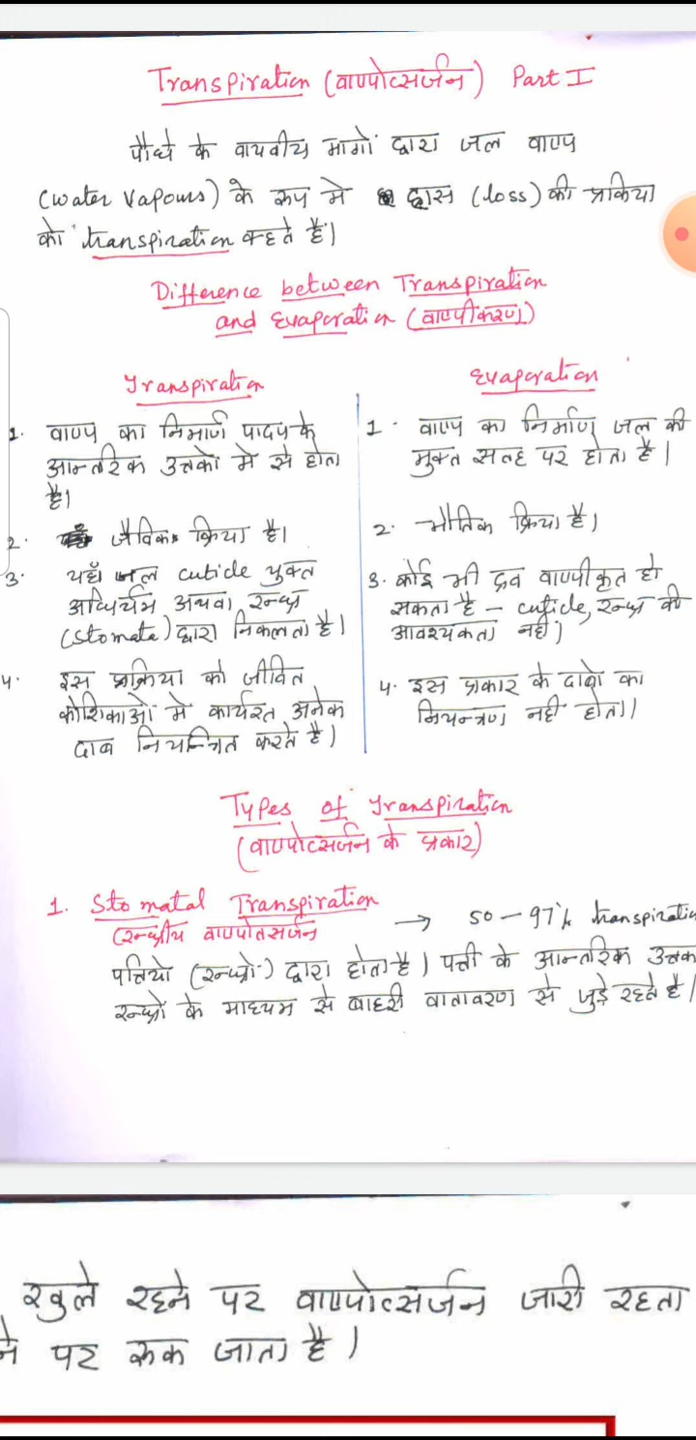 Transpiration (वाष्पोत्सर्जन) Part I
पौधे के वायवीय भागों द्वारा जल वाष्प
(water vapours) के रूप मे ह्रास (loss) की प्रक्रिया
को transpiration कहते हैं।
Difference between Transpiration
and Evaporation (वाष्पीकरण)
Transpiration
1. वाष्प का निर्माण पादप के
आन्तरिक उत्तकों मे से होता
है।
2. जैविक क्रिया है।
3. यहाँ जल cuticle युक्त
अधिचर्म अथवा रन्ध्र
(stomata) द्वारा निकलता है।
4. इस प्रक्रिया को जीवित
कोशिकाओं में कार्यरत अनेक
दाब नियन्त्रित करते है।
Evaporation
1. वाष्प का निर्माण जल की
मुक्त सतह पर होता है।
2. भौतिक क्रिया है।
3. कोई भी द्रव वाष्पीकृत हो
सकता है - cuticle, रन्ध्र की
आवश्यकता नहीं।
4. इस प्रकार के दाबो का
नियन्त्रण नही होता।
Types of Transpiration
(वाष्पोत्सर्जन के प्रकार)
1. Stomatal Transpiration
(रन्ध्रीय वाष्पोतसर्जन → 50-97% transpiratio
पत्तियो (रन्ध्रो) द्वारा होता है। पत्ती के आन्तरिक उत्तक
रन्ध्रों के माध्यम से बाहरी वातावरण से जुड़े रहते है।
खुले रहने पर वाष्पोत्सर्जन जारी रहता
ने पर रूक जाता है।